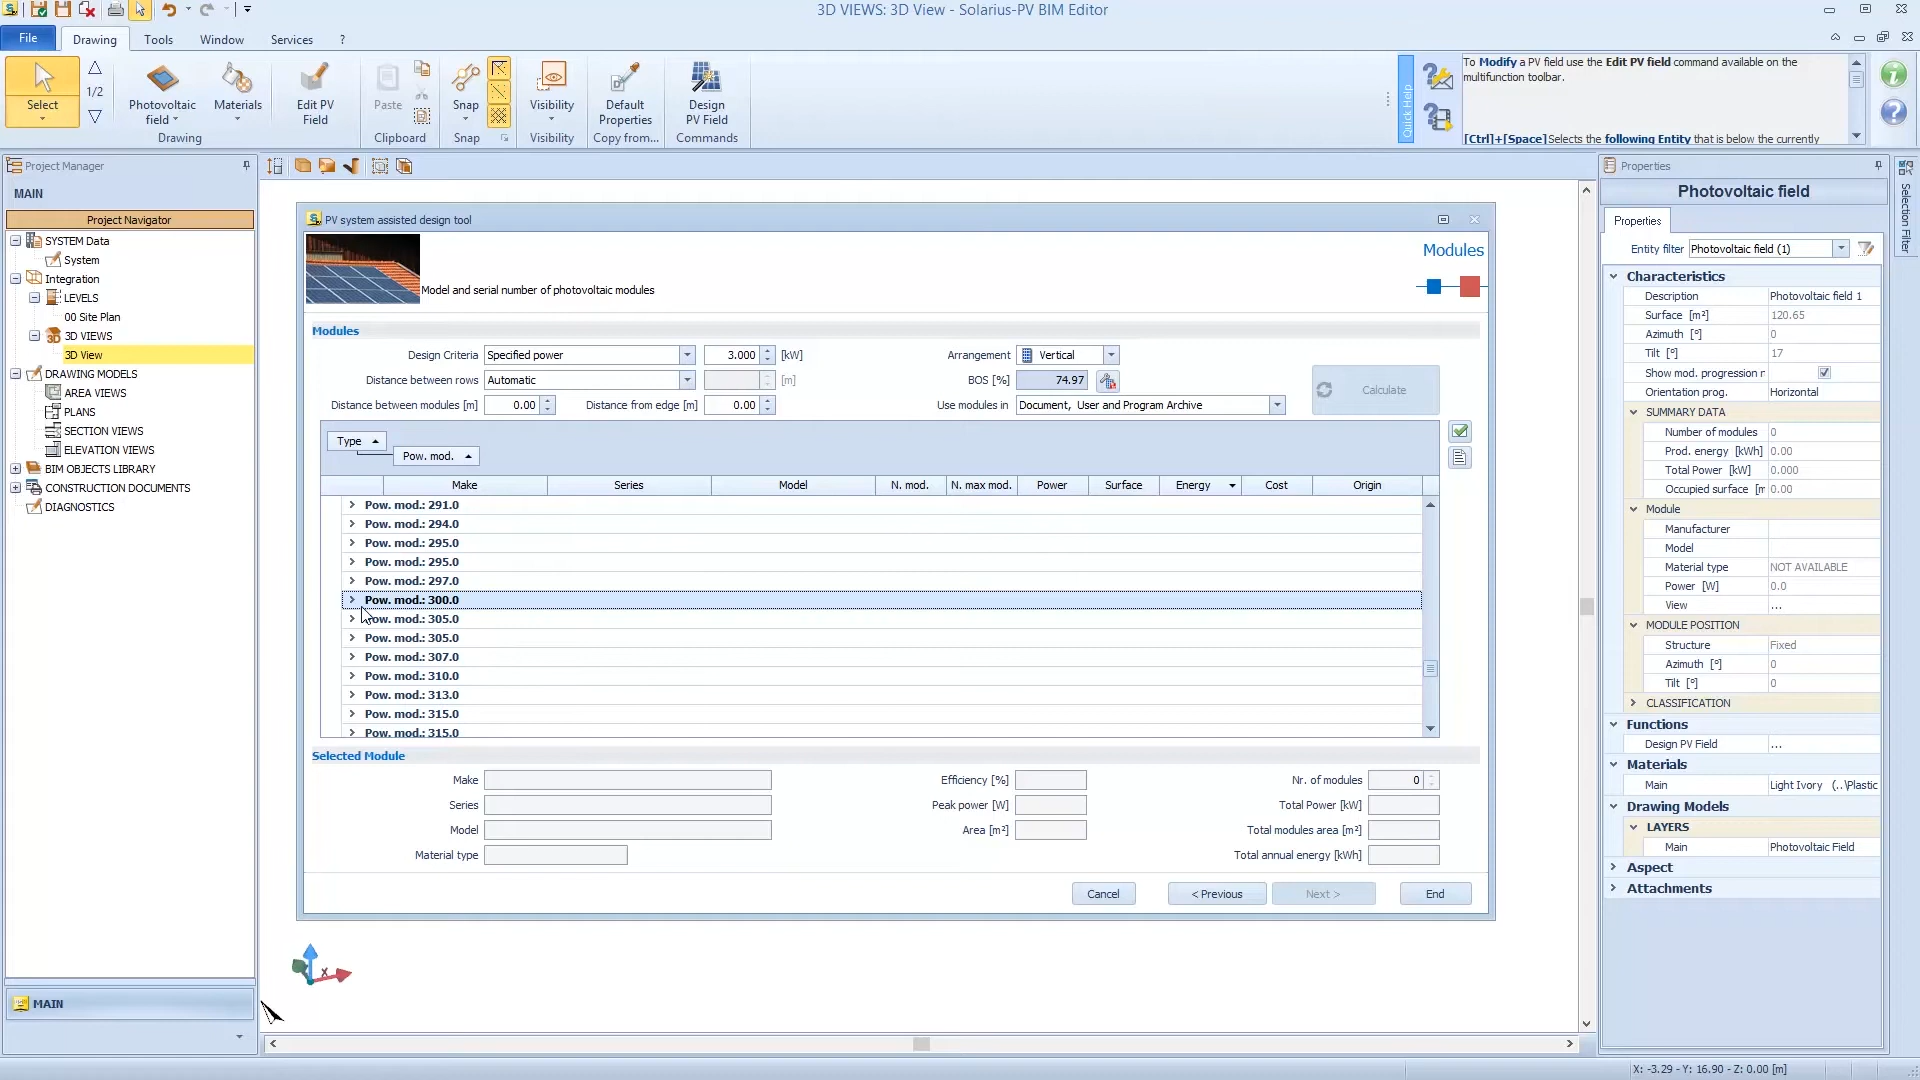 3D VIEWS: 3D View - Solarius-PV BIM Editor
File
Drawing
Tools
Window
Services
?
Select
1/2
Photovoltaic field
Materials
Edit PV Field
Paste
Snap
Visibility
Default Properties
Design PV Field
Drawing
Clipboard
Snap
Visibility
Copy from...
Commands
Quick Help
To Modify a PV field use the Edit PV field command available on the
multifunction toolbar.
[Ctrl]+[Space]Selects the following Entity that is below the currently
Project Manager
MAIN
Project Navigator
SYSTEM Data
System
Integration
LEVELS
00 Site Plan
3D VIEWS
3D View
DRAWING MODELS
AREA VIEWS
PLANS
SECTION VIEWS
ELEVATION VIEWS
BIM OBJECTS LIBRARY
CONSTRUCTION DOCUMENTS
DIAGNOSTICS
MAIN
PV system assisted design tool
Modules
Model and serial number of photovoltaic modules
Modules
Design Criteria Specified power 3.000 [kW] Arrangement Vertical
Distance between rows Automatic [m] BOS [%] 74.97
Calculate
Distance between modules [m] 0.00 Distance from edge [m] 0.00 Use modules in Document, User and Program Archive
Type
Pow. mod.
Make Series Model N. mod. N. max mod. Power Surface Energy Cost Origin
Pow. mod.: 291.0
Pow. mod.: 294.0
Pow. mod.: 295.0
Pow. mod.: 295.0
Pow. mod.: 297.0
Pow. mod.: 300.0
Pow. mod.: 305.0
Pow. mod.: 305.0
Pow. mod.: 307.0
Pow. mod.: 310.0
Pow. mod.: 313.0
Pow. mod.: 315.0
Pow. mod.: 315.0
Selected Module
Make Efficiency [%] Nr. of modules 0
Series Peak power [W] Total Power [kW]
Model Area [m²] Total modules area [m²]
Material type Total annual energy [kWh]
Cancel < Previous Next > End
X
Properties
Photovoltaic field
Properties
Entity filter Photovoltaic field (1)
Characteristics
Description Photovoltaic field 1
Surface [m²] 120.65
Azimuth [°] 0
Tilt [°] 17
Show mod. progression r
Orientation prog. Horizontal
SUMMARY DATA
Number of modules 0
Prod. energy [kWh] 0.00
Total Power [kW] 0.000
Occupied surface [m 0.00
Module
Manufacturer
Model
Material type NOT AVAILABLE
Power [W] 0.0
View ...
MODULE POSITION
Structure Fixed
Azimuth [°] 0
Tilt [°] 0
CLASSIFICATION
Functions
Design PV Field ...
Materials
Main Light Ivory (..\Plastic
Drawing Models
LAYERS
Main Photovoltaic Field
Aspect
Attachments
Selection Filter
X: -3.29 - Y: 16.90 - Z: 0.00 [m]